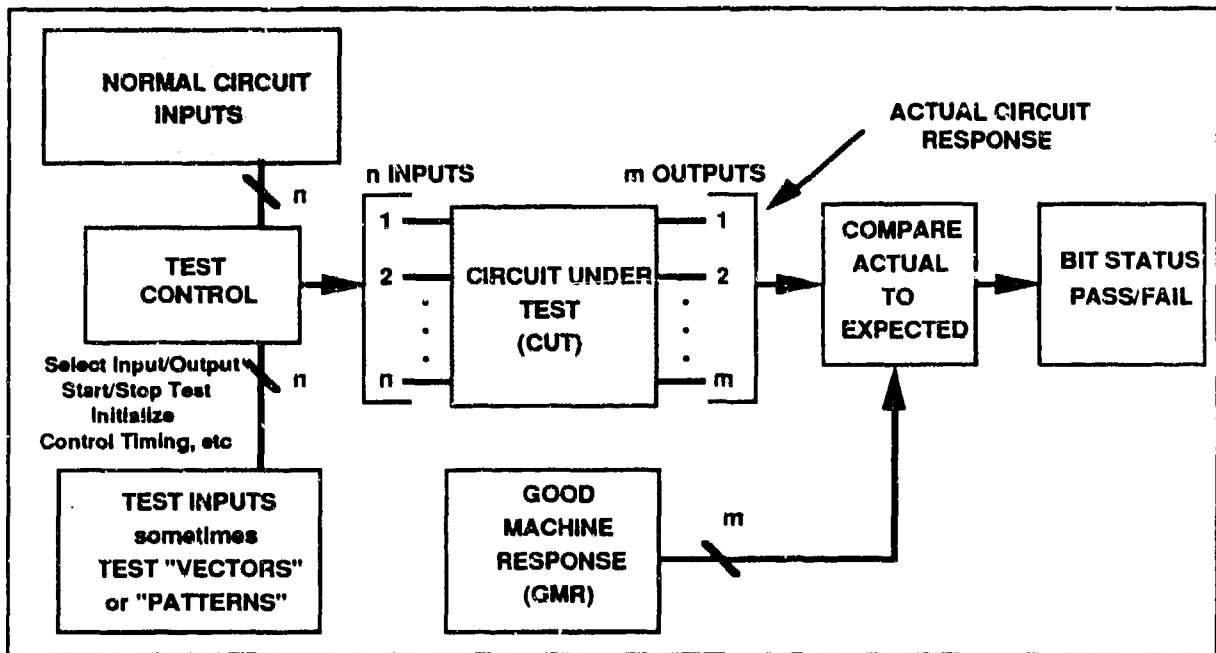 NORMAL CIRCUIT
INPUTS
n
TEST
CONTROL
Select Input/Output
Start/Stop Test
Initialize
Control Timing, etc
n
TEST INPUTS
sometimes
TEST "VECTORS"
or "PATTERNS"
n INPUTS
1
2
.
.
.
n
CIRCUIT UNDER
TEST
(CUT)
m OUTPUTS
1
2
.
.
.
m
ACTUAL CIRCUIT
RESPONSE
COMPARE
ACTUAL
TO
EXPECTED
BIT STATUS
PASS/FAIL
GOOD
MACHINE
RESPONSE
(GMR)
m